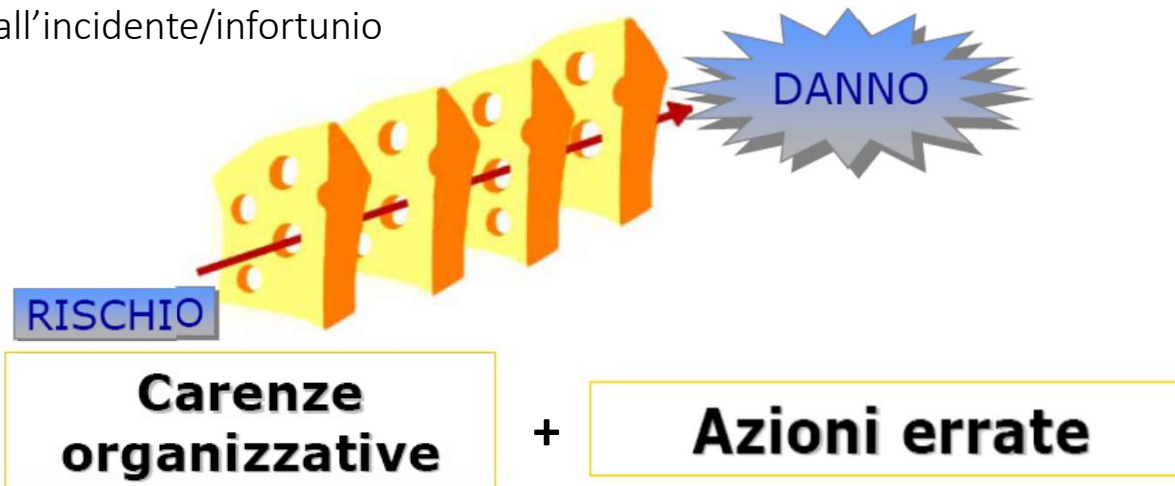 all'incidente/infortunio
DANNO
RISCHIO
Carenze
organizzative
+
Azioni errate